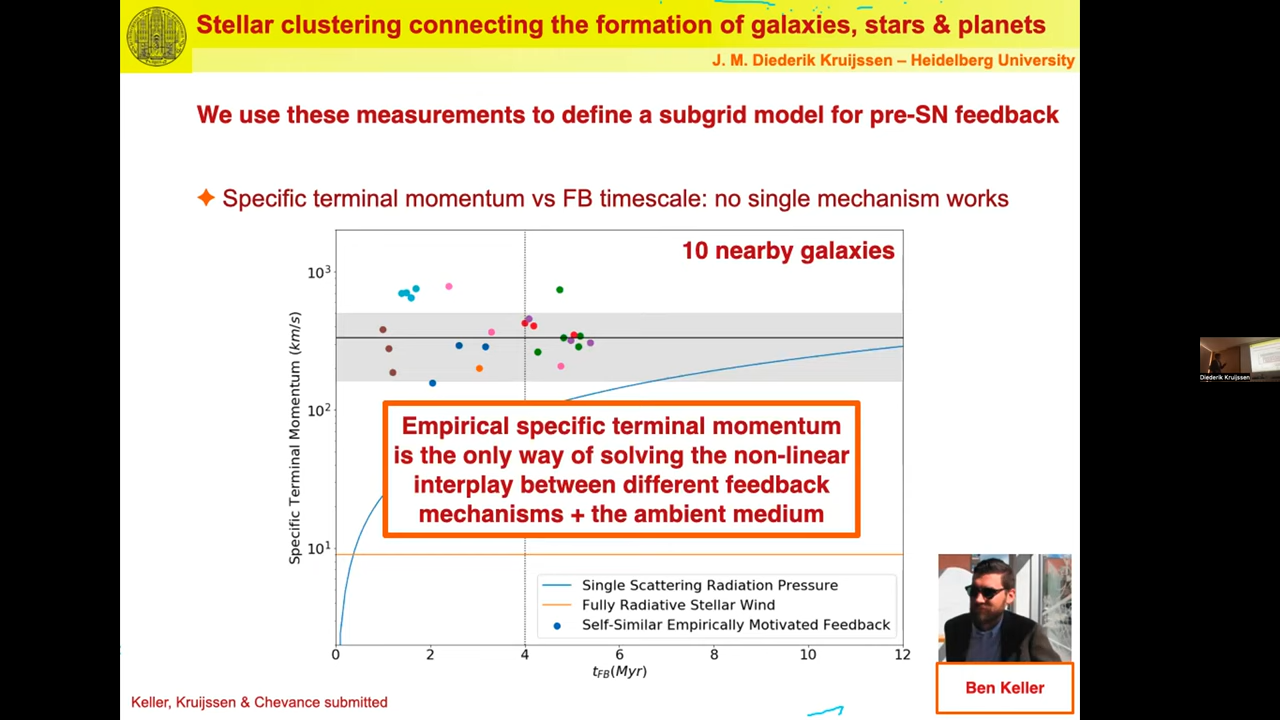 Stellar clustering connecting the formation of galaxies, stars & planets
J. M. Diederik Kruijssen – Heidelberg University
We use these measurements to define a subgrid model for pre-SN feedback
Specific terminal momentum vs FB timescale: no single mechanism works
10 nearby galaxies
10³
10²
10¹
Specific Terminal Momentum (km/s)
Empirical specific terminal momentum
is the only way of solving the non-linear
interplay between different feedback
mechanisms + the ambient medium
Single Scattering Radiation Pressure
Fully Radiative Stellar Wind
Self-Similar Empirically Motivated Feedback
0 2 4 6 8 10 12
tFB(Myr)
Ben Keller
Keller, Kruijssen & Chevance submitted
Diederik Kruijssen